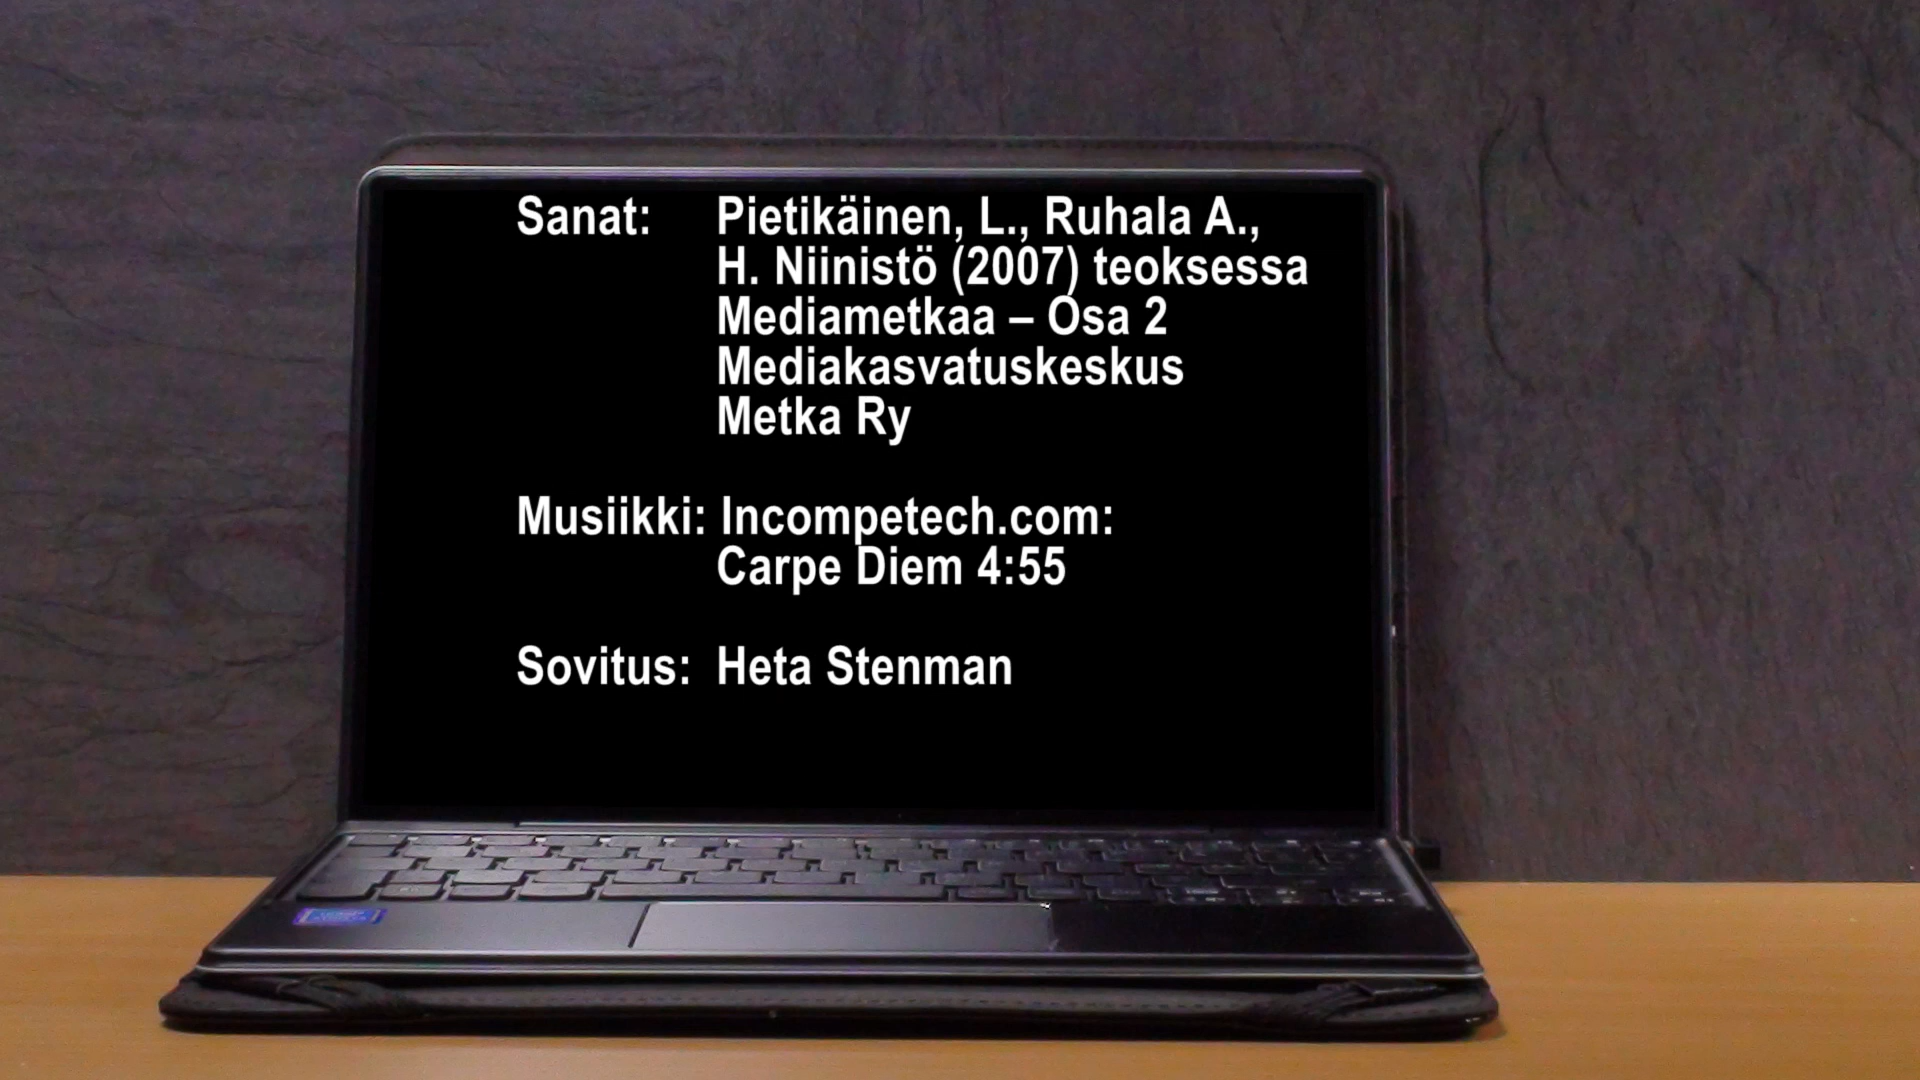 Sanat: Pietikäinen, L., Ruhala A.,
H. Niinistö (2007) teoksessa
Mediametkaa – Osa 2
Mediakasvatuskeskus
Metka Ry
Musiikki: Incompetech.com:
Carpe Diem 4:55
Sovitus: Heta Stenman